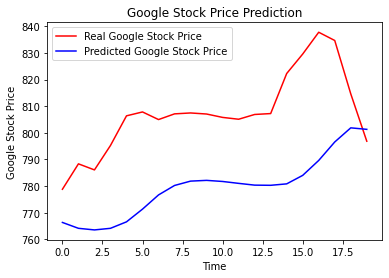 Google Stock Price Prediction
Real Google Stock Price
Predicted Google Stock Price
Google Stock Price
840
830
820
810
800
790
780
770
760
0.0 2.5 5.0 7.5 10.0 12.5 15.0 17.5
Time